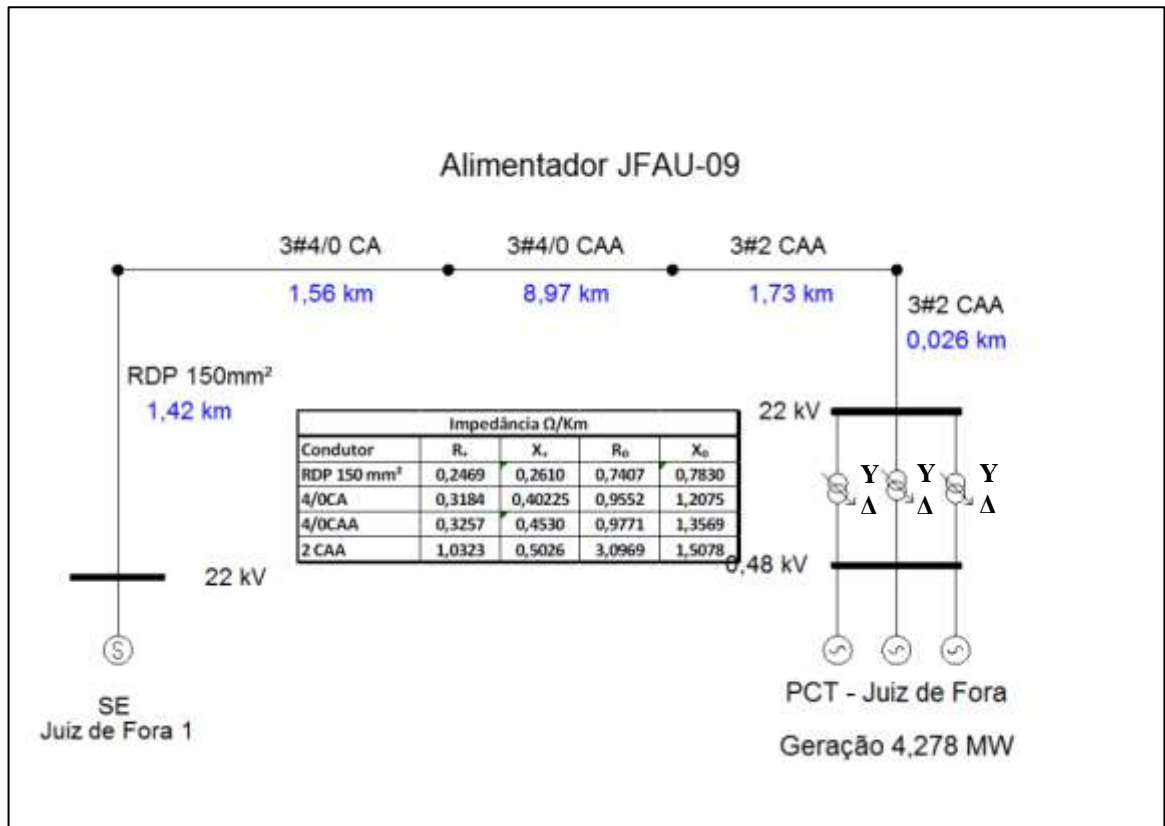 Alimentador JFAU-09
3#4/0 CA
3#4/0 CAA
3#2 CAA
1,56 km
8,97 km
1,73 km
3#2 CAA
0,026 km
RDP 150mm²
1,42 km
Impedância Ω/Km
Condutor R₊ X₊ R₀ X₀
RDP 150 mm² 0,2469 0,2610 0,7407 0,7830
4/0CA 0,3184 0,40225 0,9552 1,2075
4/0CAA 0,3257 0,4530 0,9771 1,3569
2 CAA 1,0323 0,5026 3,0969 1,5078
22 kV
Y Y Y
Δ Δ Δ
0,48 kV
22 kV
S
SE
Juiz de Fora 1
PCT - Juiz de Fora
Geração 4,278 MW